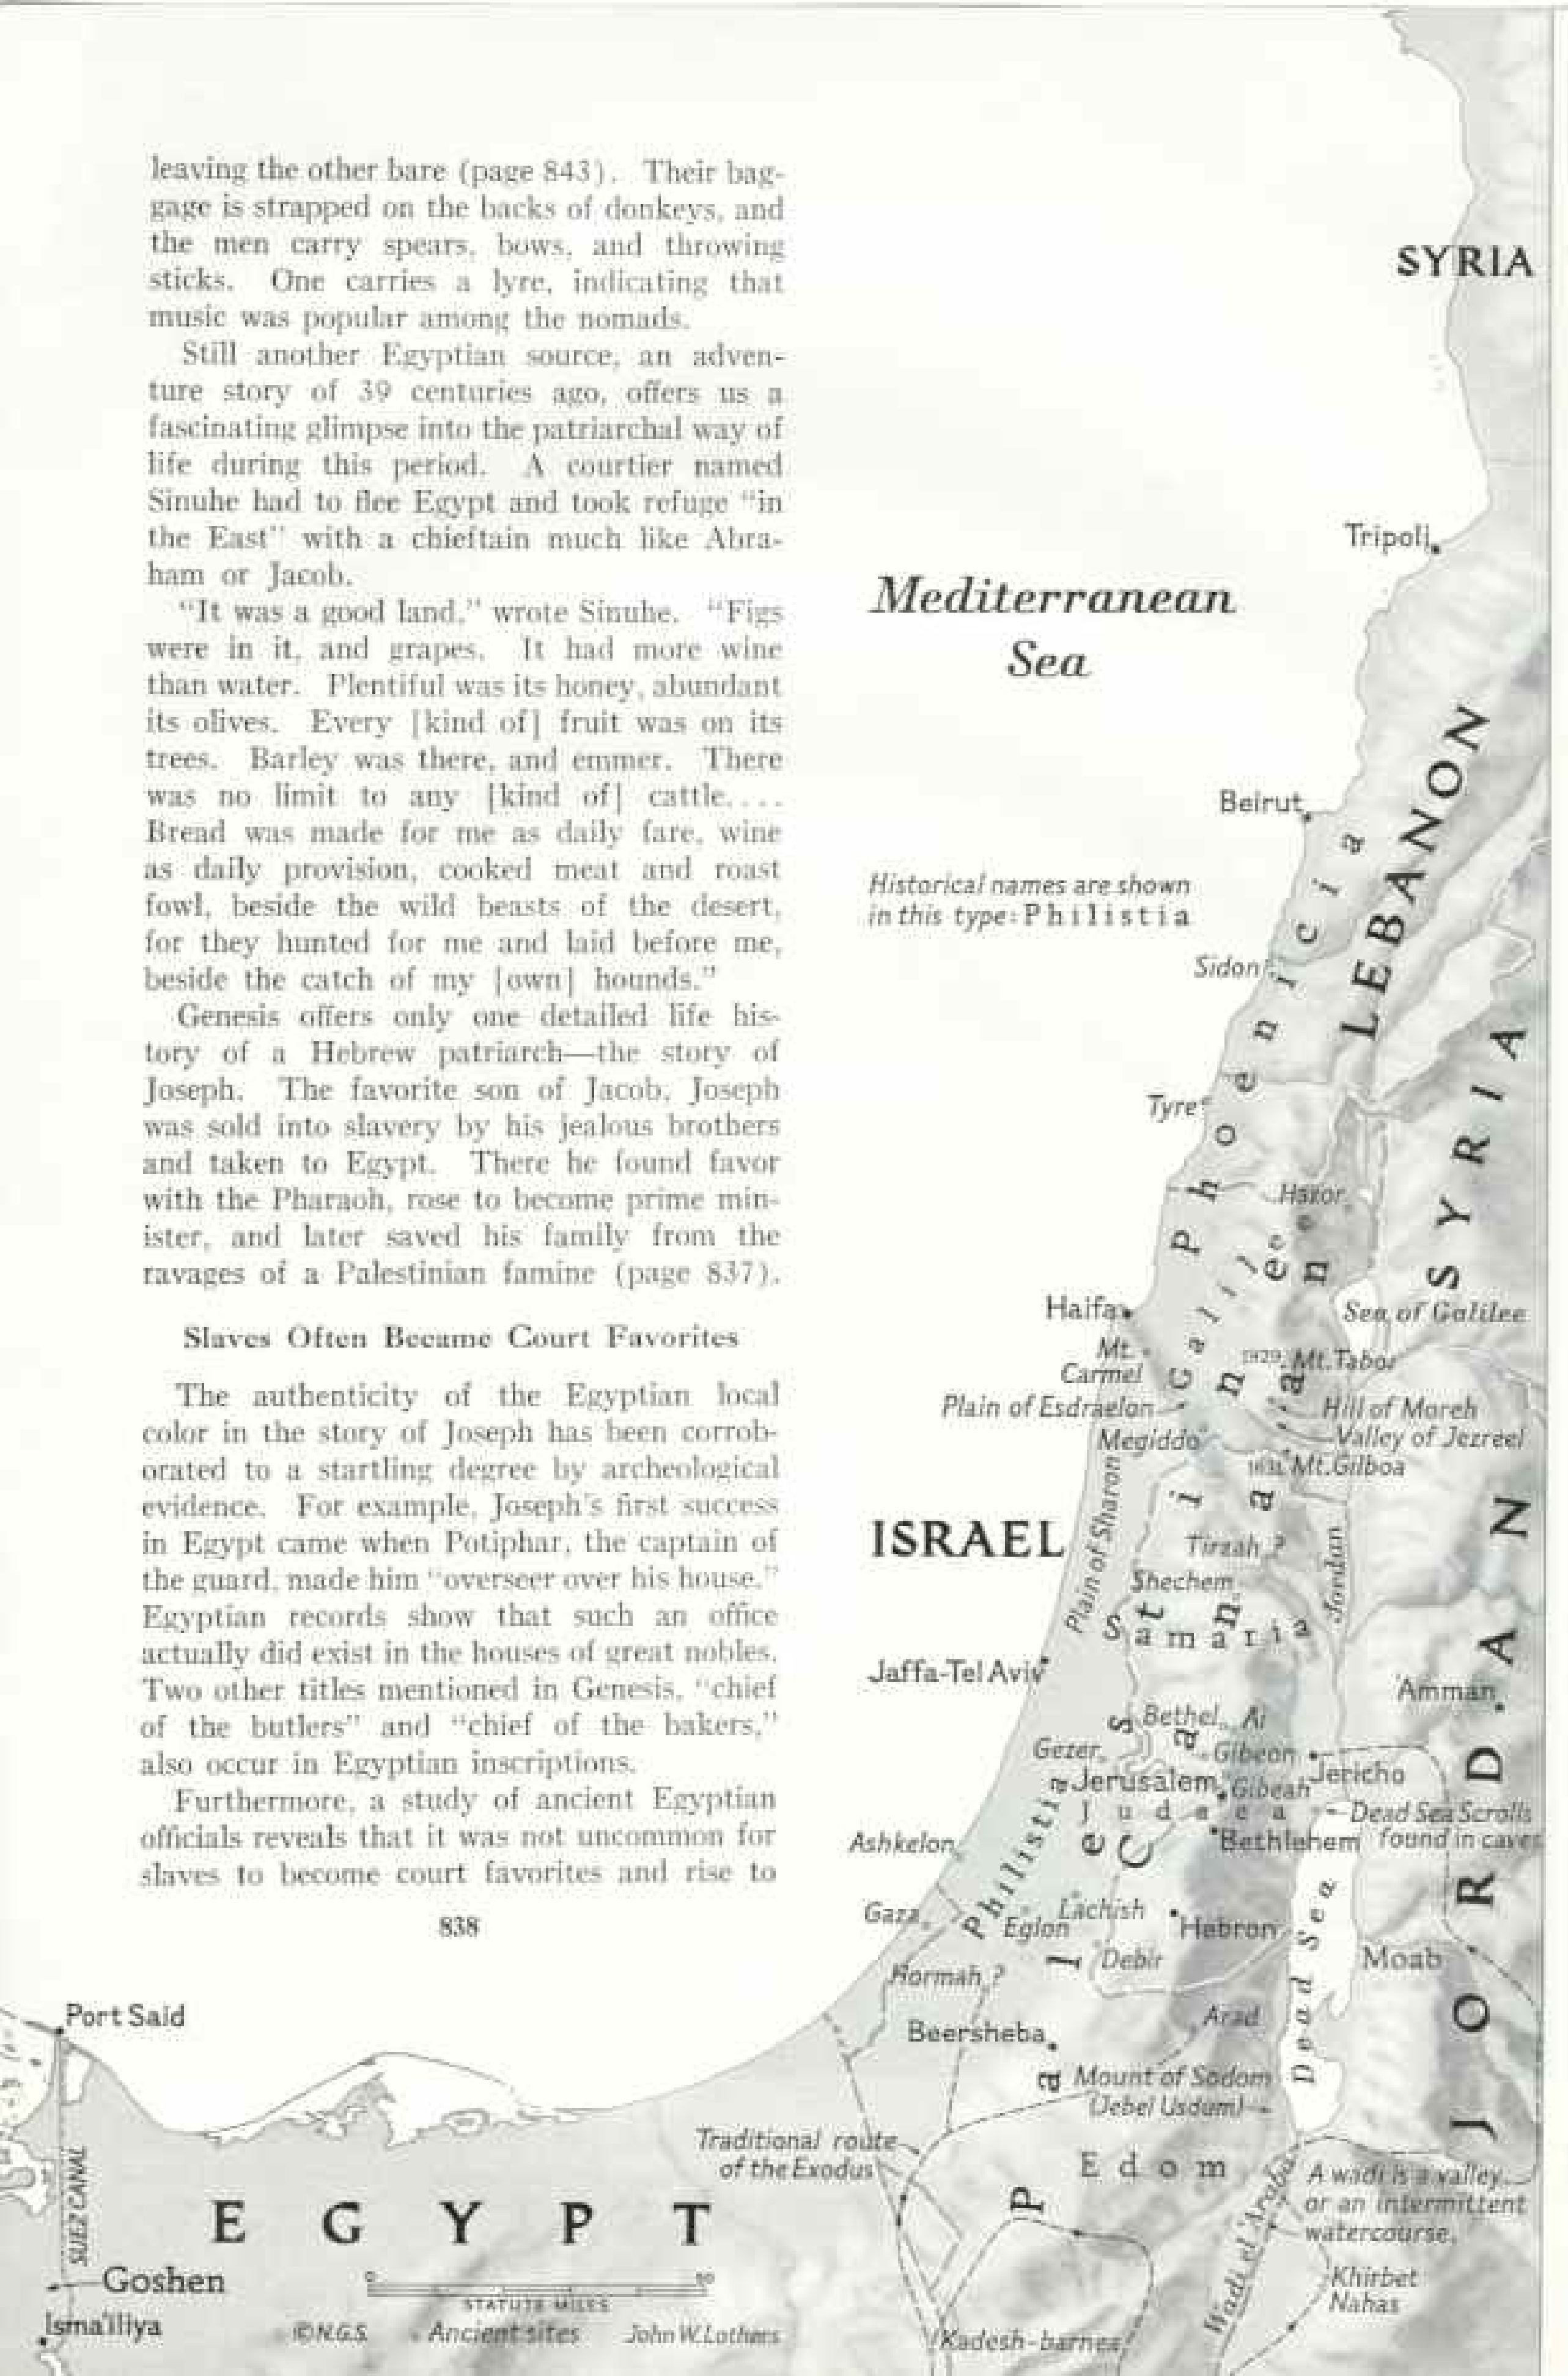 leaving the other bare (page 843). Their bag-
gage is strapped on the backs of donkeys, and
the men carry spears, bows, and throwing
sticks. One carries a lyre, indicating that
music was popular among the nomads.
Still another Egyptian source, an adven-
ture story of 39 centuries ago, offers us a
fascinating glimpse into the patriarchal way of
life during this period. A courtier named
Sinuhe had to flee Egypt and took refuge "in
the East" with a chieftain much like Abra-
ham or Jacob.
"It was a good land," wrote Sinuhe. "Figs
were in it, and grapes. It had more wine
than water. Plentiful was its honey, abundant
its olives. Every [kind of] fruit was on its
trees. Barley was there, and emmer. There
was no limit to any [kind of] cattle....
Bread was made for me as daily fare, wine
as daily provision, cooked meat and roast
fowl, beside the wild beasts of the desert,
for they hunted for me and laid before me,
beside the catch of my [own] hounds."
Genesis offers only one detailed life his-
tory of a Hebrew patriarch—the story of
Joseph. The favorite son of Jacob, Joseph
was sold into slavery by his jealous brothers
and taken to Egypt. There he found favor
with the Pharaoh, rose to become prime min-
ister, and later saved his family from the
ravages of a Palestinian famine (page 837).
Slaves Often Became Court Favorites
The authenticity of the Egyptian local
color in the story of Joseph has been corrob-
orated to a startling degree by archeological
evidence. For example, Joseph's first success
in Egypt came when Potiphar, the captain of
the guard, made him "overseer over his house."
Egyptian records show that such an office
actually did exist in the houses of great nobles.
Two other titles mentioned in Genesis, "chief
of the butlers" and "chief of the bakers,"
also occur in Egyptian inscriptions.
Furthermore, a study of ancient Egyptian
officials reveals that it was not uncommon for
slaves to become court favorites and rise to
838
SYRIA
Tripoli
Mediterranean
Sea
LEBANON
Beirut
Historical names are shown
in this type: Philistia
Sidon
Phoenicia
Tyre
SYRIA
Hazor
Galilee
Haifa
Sea of Galilee
Mt.
Carmel
1929 Mt. Tabor
Plain of Esdraelon
Hill of Moreh
Megiddo
Valley of Jezreel
Mt. Gilboa
Canaan
Palestine
Plain of Sharon
ISRAEL
Tirzah ?
Jordan
Shechem
Samaria
Jaffa-Tel Aviv
'Amman
JORDAN
Bethel
Ai
Gezer
Gibeon
Jericho
Jerusalem
Gibeah
Judaea
Dead Sea Scrolls
found in caves
Bethlehem
Ashkelon
Philistia
Gaza
Lachish
Eglon
Hebron
Debir
Dead Sea
Moab
Hormah ?
Arad
Beersheba
Mount of Sodom
(Jebel Usdum)
Traditional route
of the Exodus
Edom
Wadi el 'Araba
A wadi is a valley
or an intermittent
watercourse.
Khirbet
Nahas
Kadesh-barnea
Port Said
SUEZ CANAL
EGYPT
Goshen
Isma'iliya
0 50
STATUTE MILES
© N.G.S.
Ancient sites
John W. Lothers